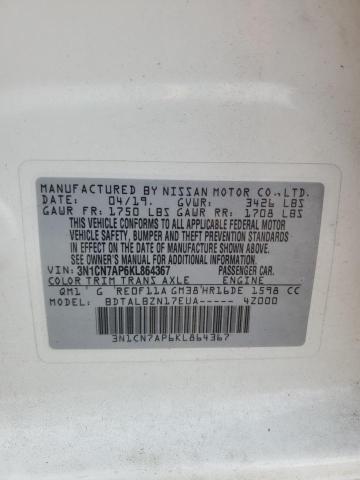 MANUFACTURED BY NISSAN MOTOR CO.,LTD.
DATE: 04/19. GVWR: 3426 LBS
GAWR FR: 1750 LBS GAWR RR: 1708 LBS
THIS VEHICLE CONFORMS TO ALL APPLICABLE FEDERAL MOTOR
VEHICLE SAFETY, BUMPER, AND THEFT PREVENTION STANDARDS
IN EFFECT ON THE DATE OF MANUFACTURE SHOWN ABOVE.
SEE OWNER'S MANUAL FOR ADDITIONAL INFORMATION.
VIN: 3N1CN7AP6KL864367 PASSENGER CAR.
COLOR TRIM TRANS AXLE ENGINE
QM1 G RE0F11A GM38 HR16DE 1598 CC
MODEL: BDTALBZN17EUA----- 4Z000
3N1CN7AP6KL864367